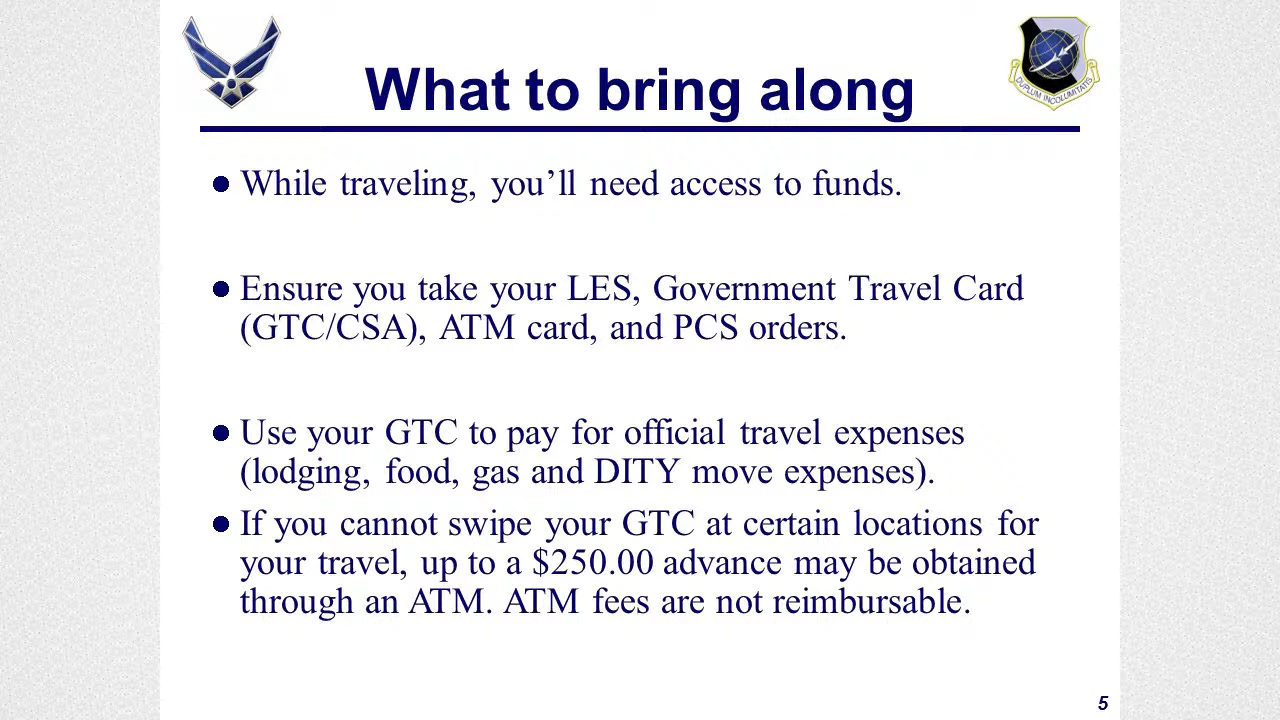 What to bring along
DUPLUM INCOLUMITATIS
● While traveling, you’ll need access to funds.
● Ensure you take your LES, Government Travel Card
(GTC/CSA), ATM card, and PCS orders.
● Use your GTC to pay for official travel expenses
(lodging, food, gas and DITY move expenses).
● If you cannot swipe your GTC at certain locations for
your travel, up to a $250.00 advance may be obtained
through an ATM. ATM fees are not reimbursable.
5